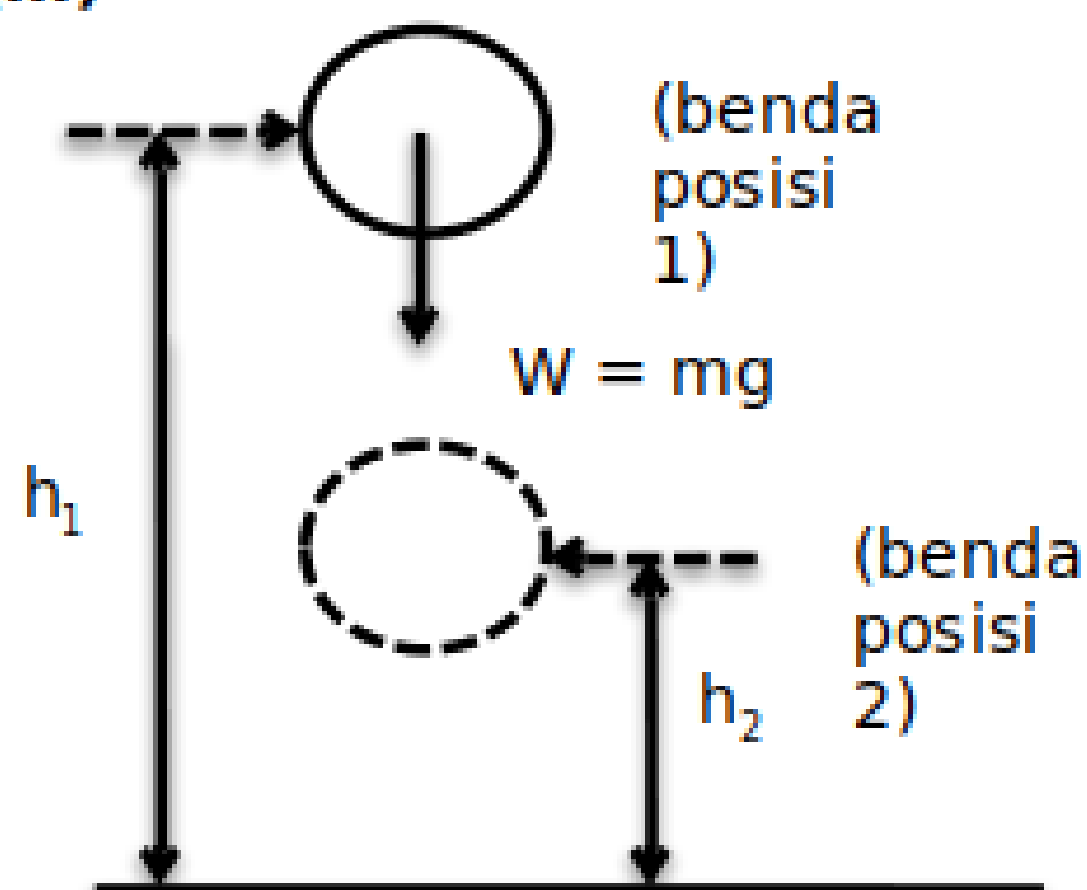 (benda
posisi
1)
W = mg
h₁
(benda
posisi
2)
h₂